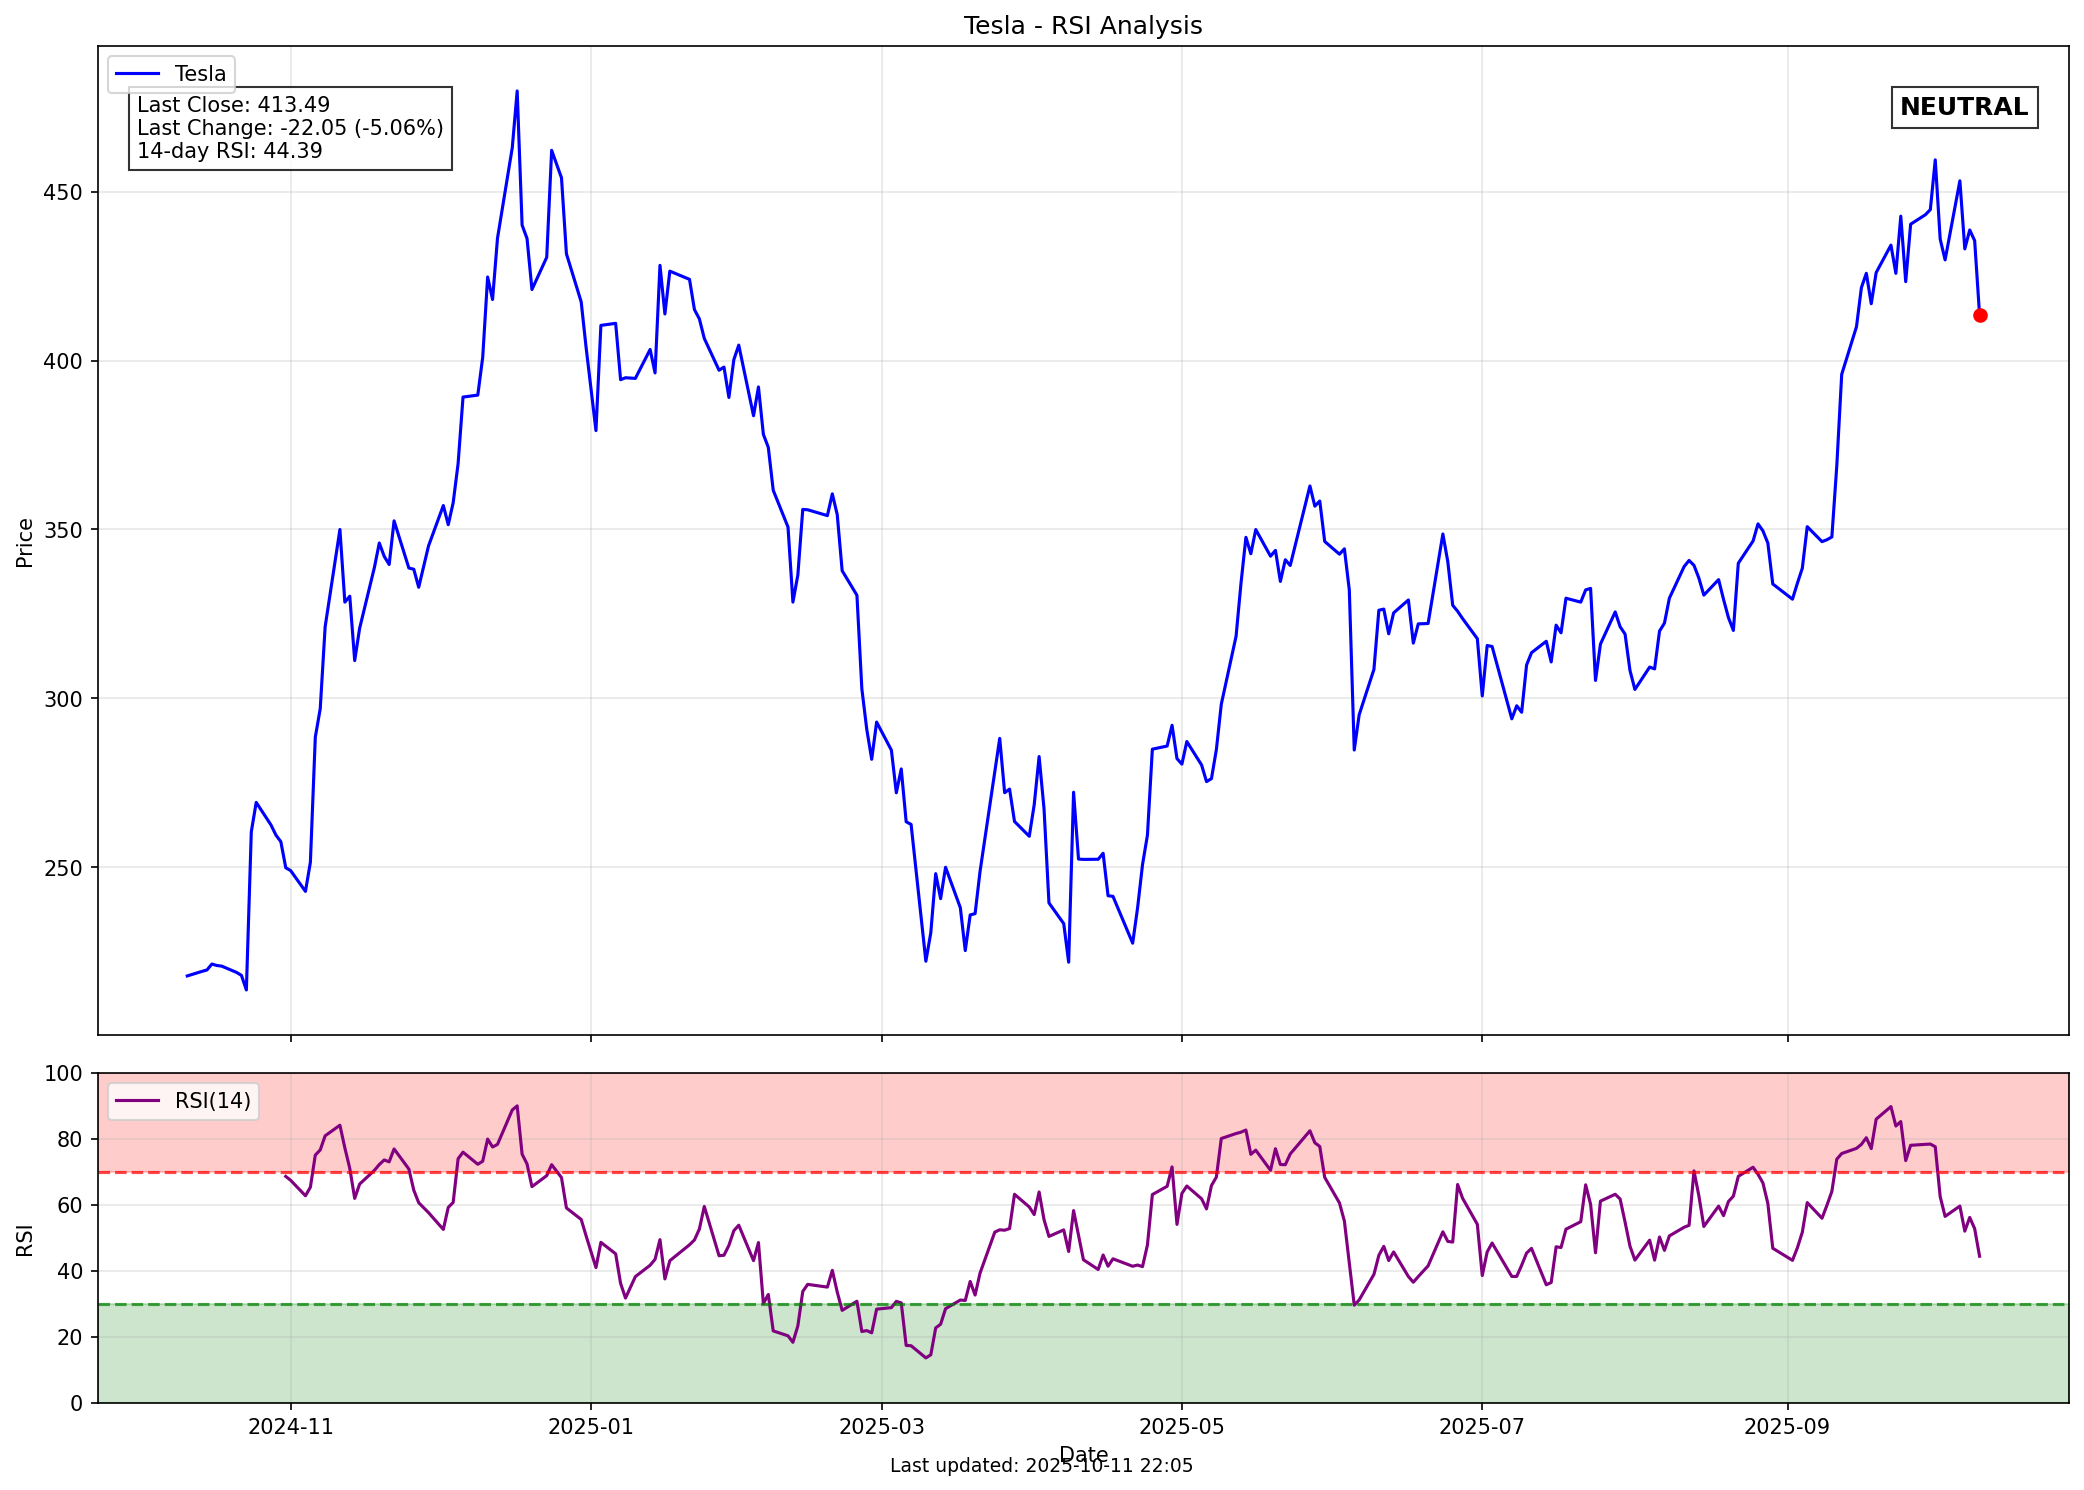 Tesla - RSI Analysis
Tesla
Last Close: 413.49
Last Change: -22.05 (-5.06%)
14-day RSI: 44.39
NEUTRAL
Price
450
400
350
300
250
RSI(14)
RSI
100
80
60
40
20
0
2024-11
2025-01
2025-03
2025-05
2025-07
2025-09
Date
Last updated: 2025-10-11 22:05